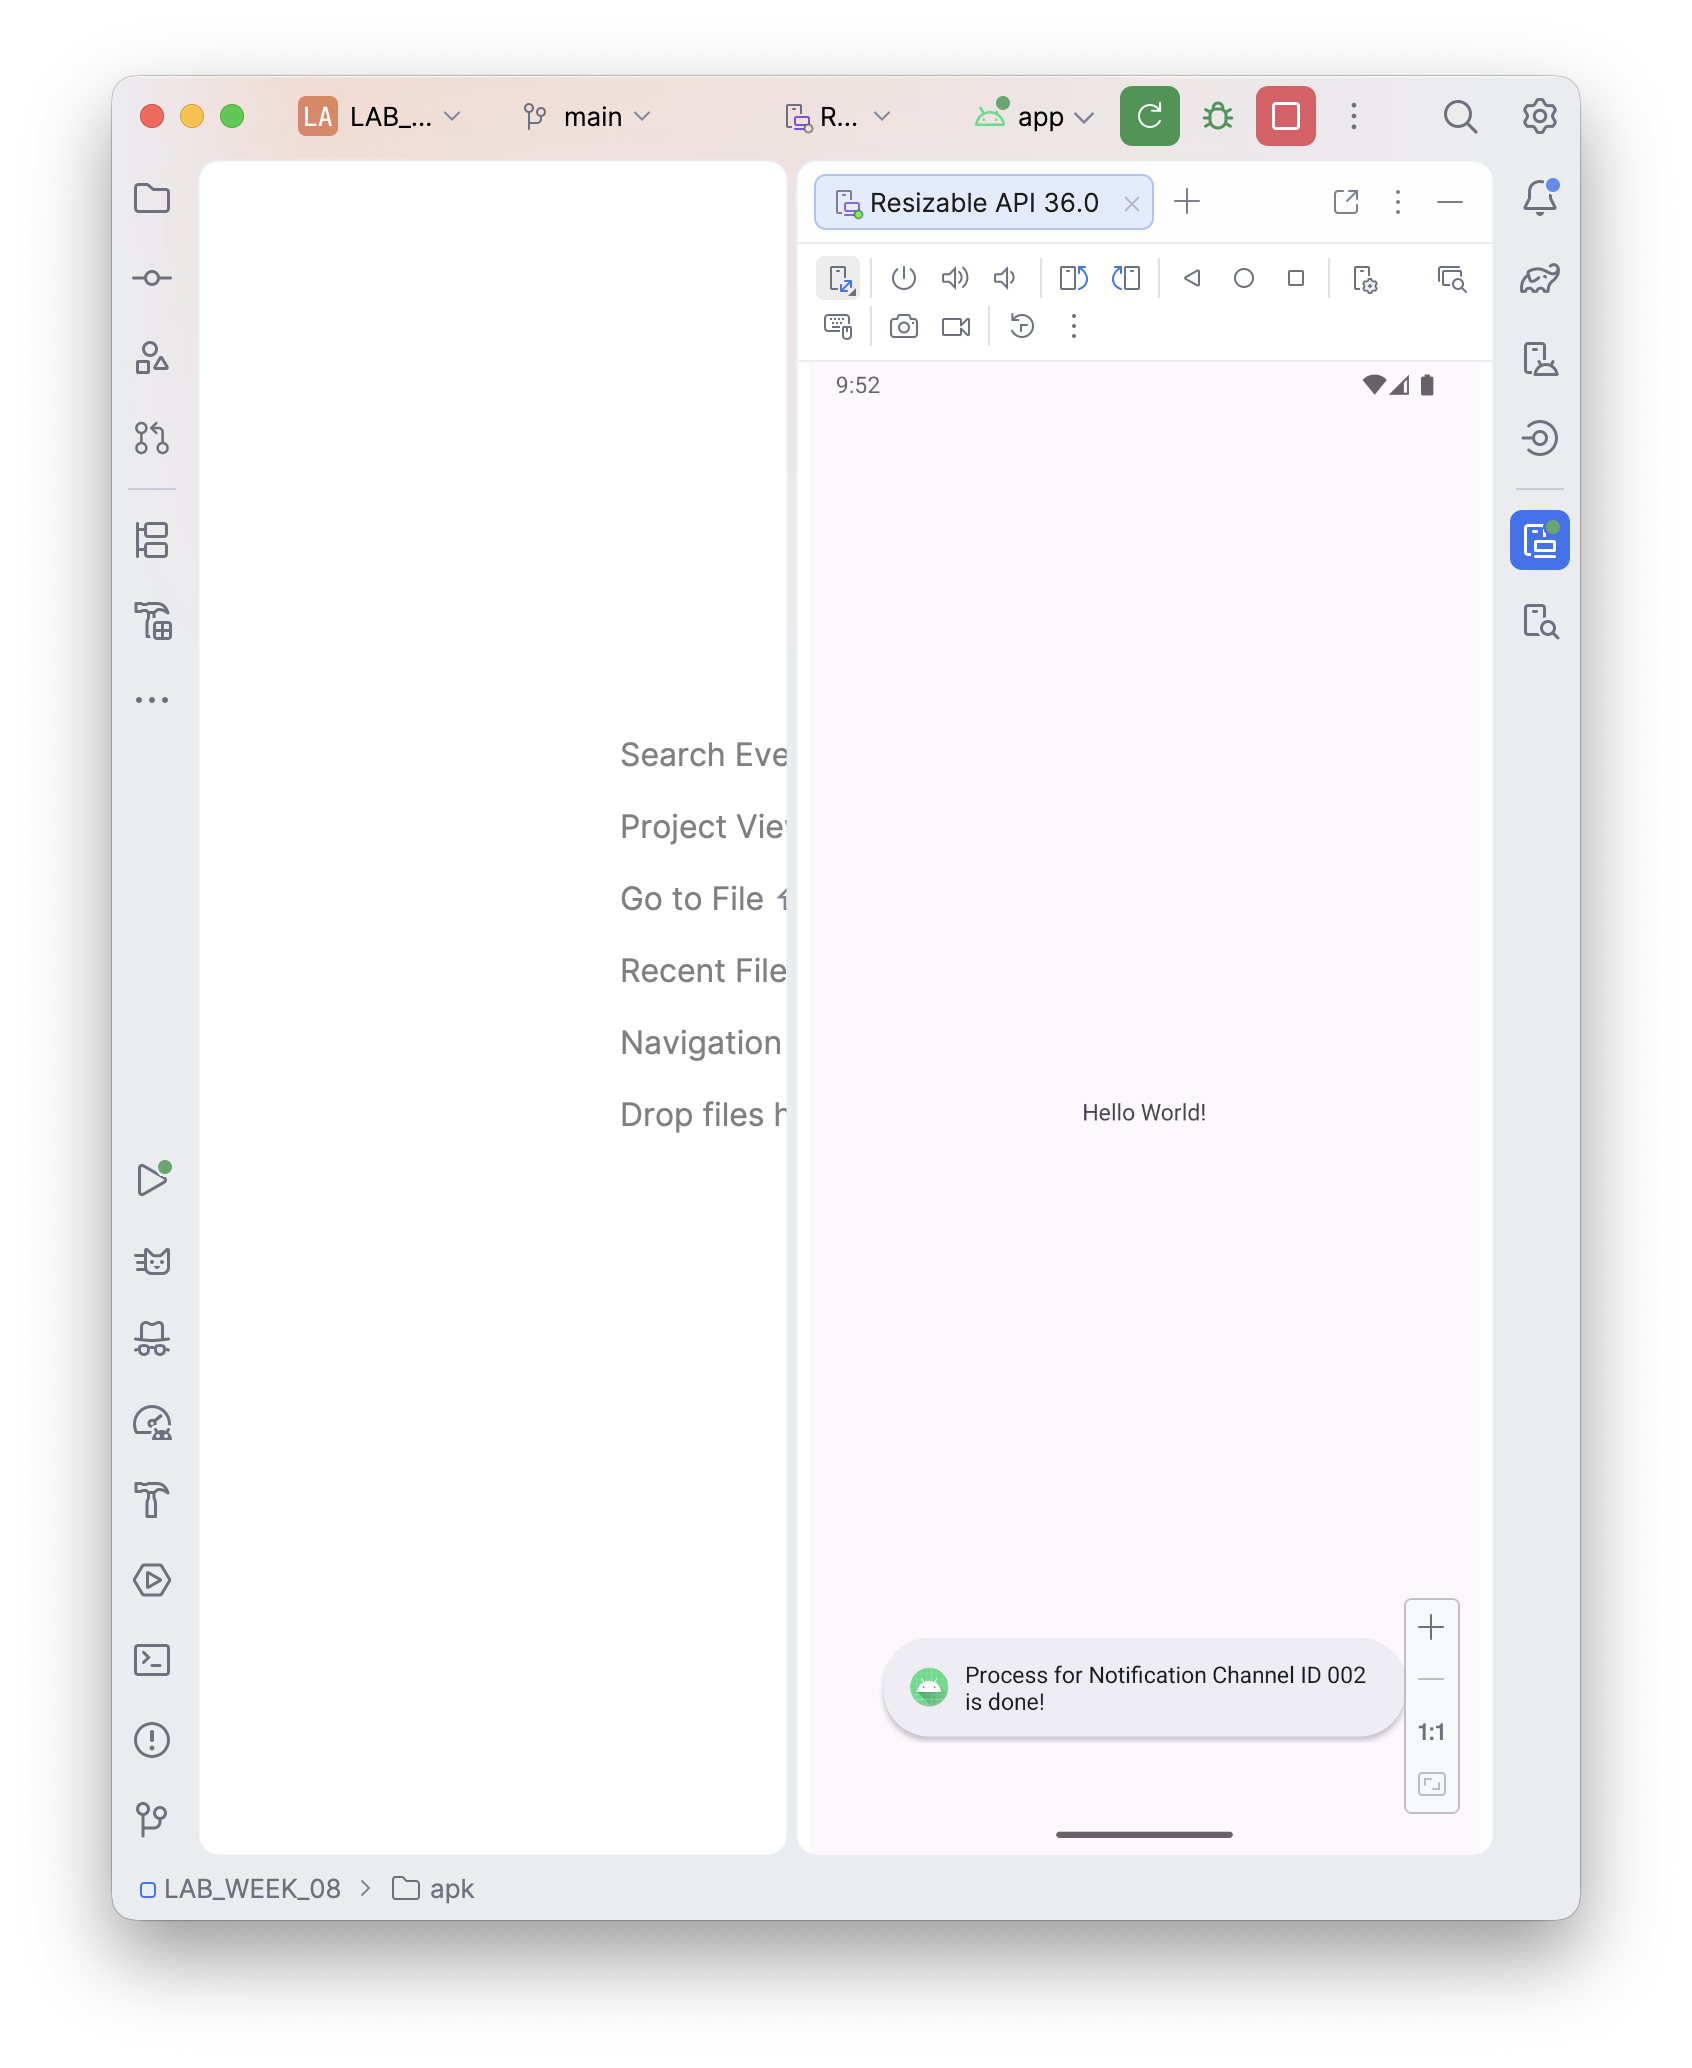 LA LAB_... main R... app
Resizable API 36.0
9:52
Search Eve
Project Vie
Go to File
Recent File
Navigation
Drop files h
Hello World!
Process for Notification Channel ID 002
is done!
1:1
LAB_WEEK_08 > apk